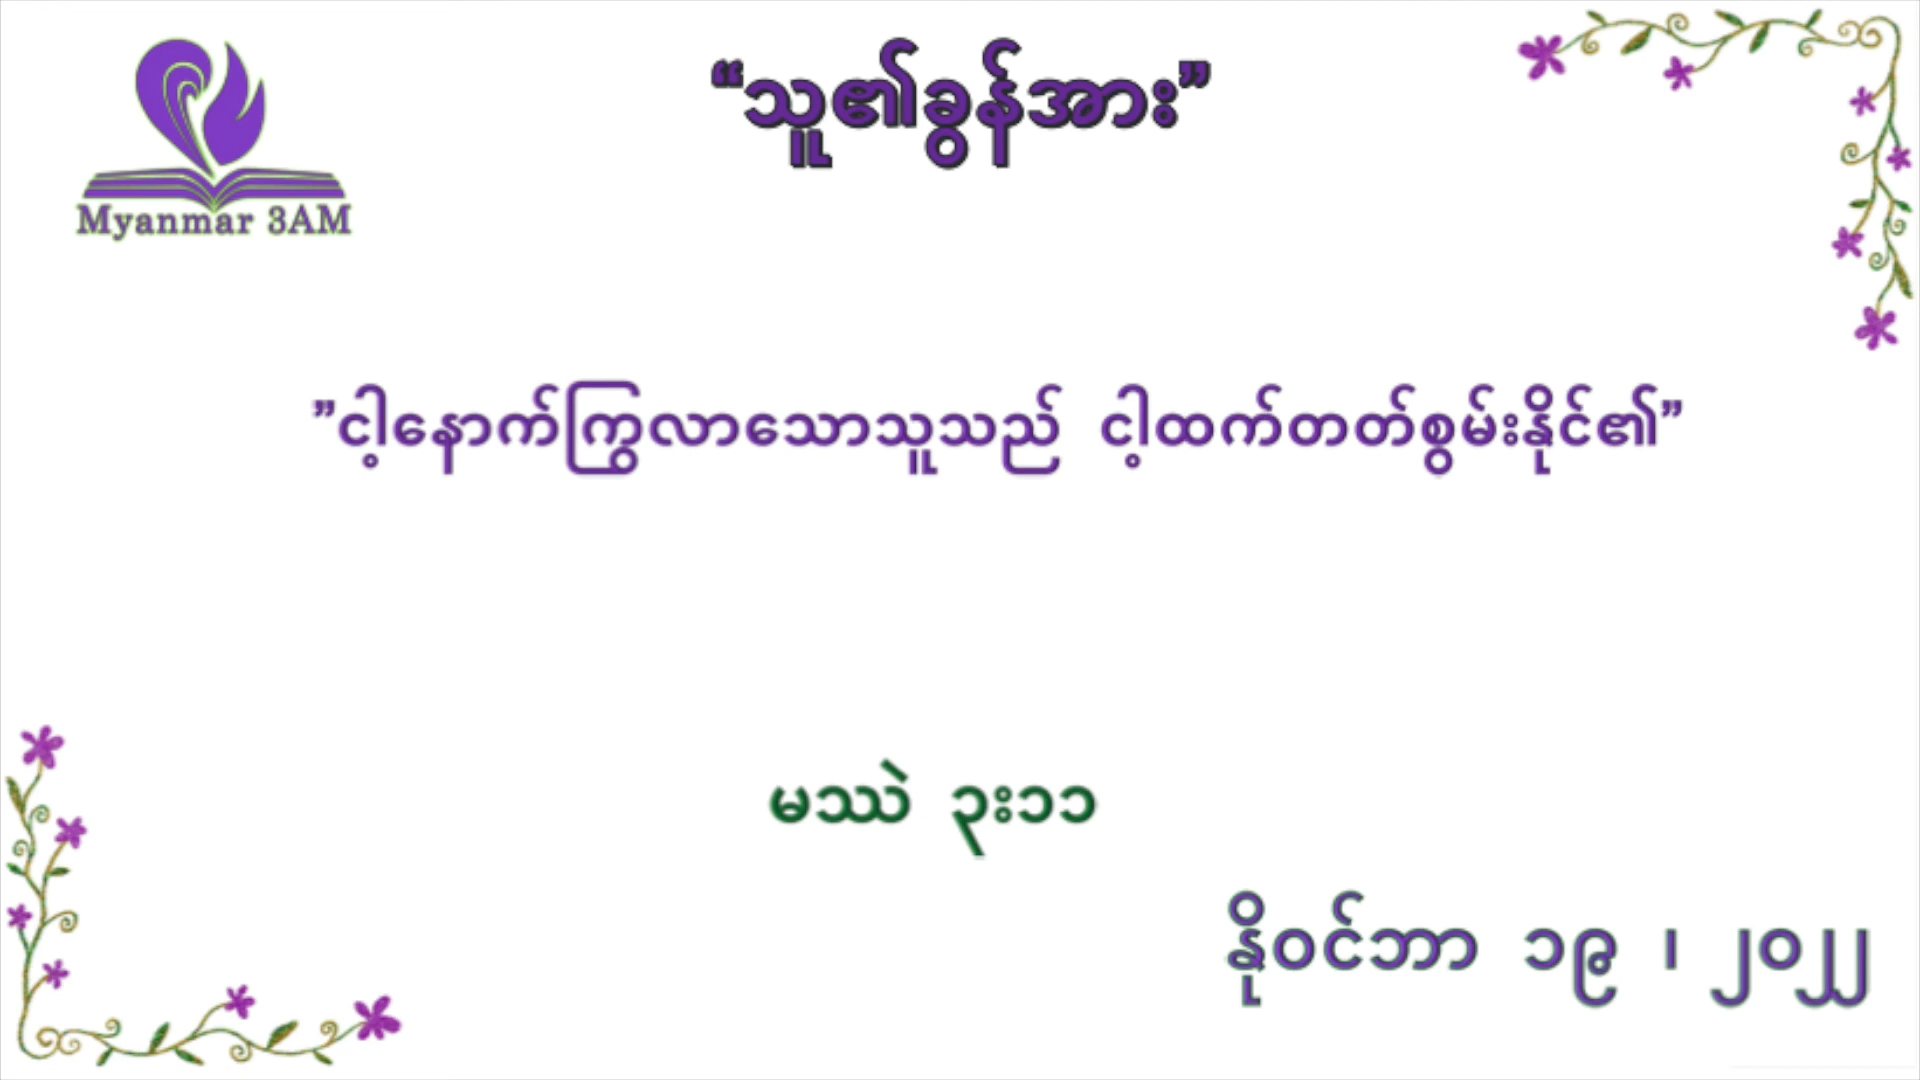 “သူ၏ခွန်အား”
Myanmar 3AM
”ငါ့နောက်ကြွလာသောသူသည် ငါ့ထက်တတ်စွမ်းနိုင်၏”
မဿဲ ၃း၁၁
နိုဝင်ဘာ ၁၉ ၊ ၂၀၂၂